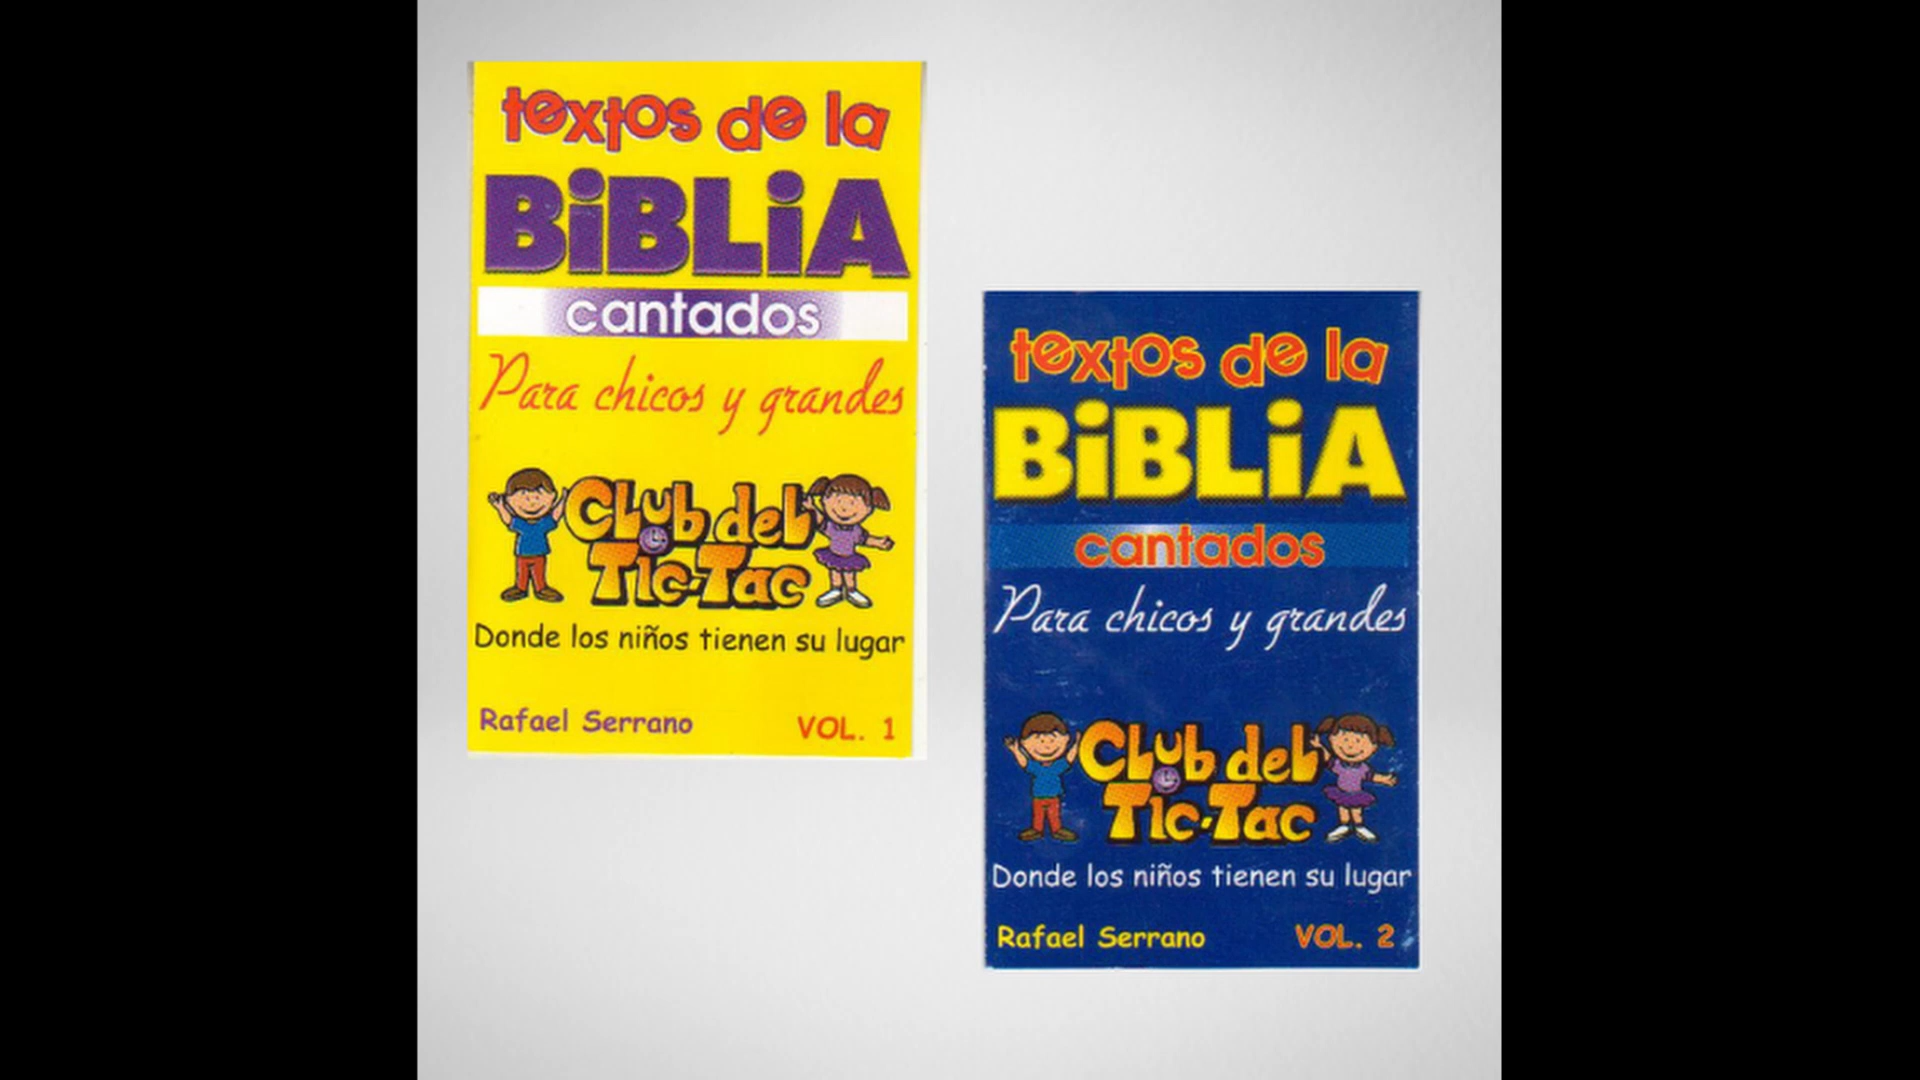 textos de la
BiBLiA
cantados
Para chicos y grandes
Club del
Tic-Tac
Donde los niños tienen su lugar
Rafael Serrano VOL. 1
textos de la
BiBLiA
cantados
Para chicos y grandes
Club del
Tic-Tac
Donde los niños tienen su lugar
Rafael Serrano VOL. 2